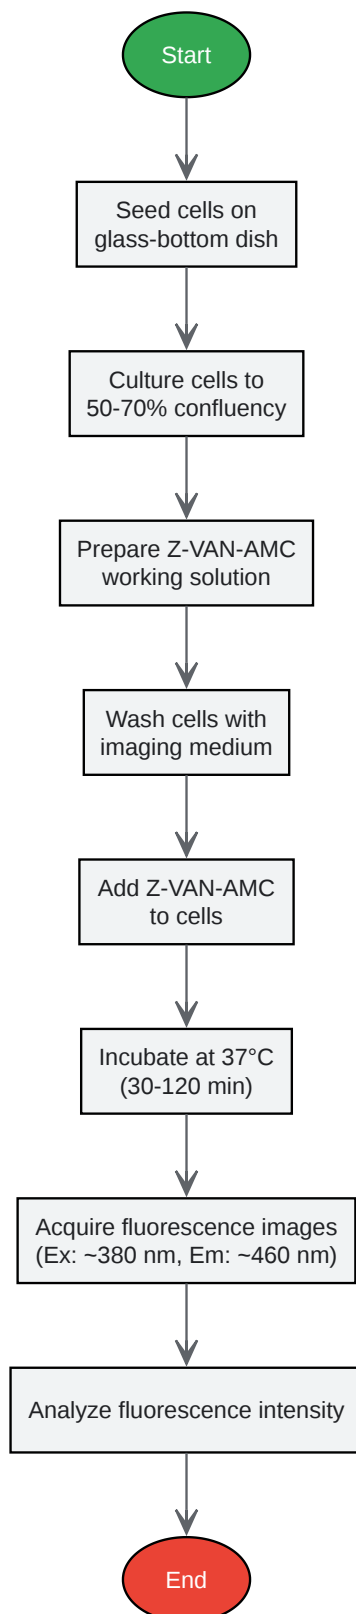 Start
Seed cells on
glass-bottom dish
Culture cells to
50-70% confluency
Prepare Z-VAN-AMC
working solution
Wash cells with
imaging medium
Add Z-VAN-AMC
to cells
Incubate at 37°C
(30-120 min)
Acquire fluorescence images
(Ex: ~380 nm, Em: ~460 nm)
Analyze fluorescence intensity
End